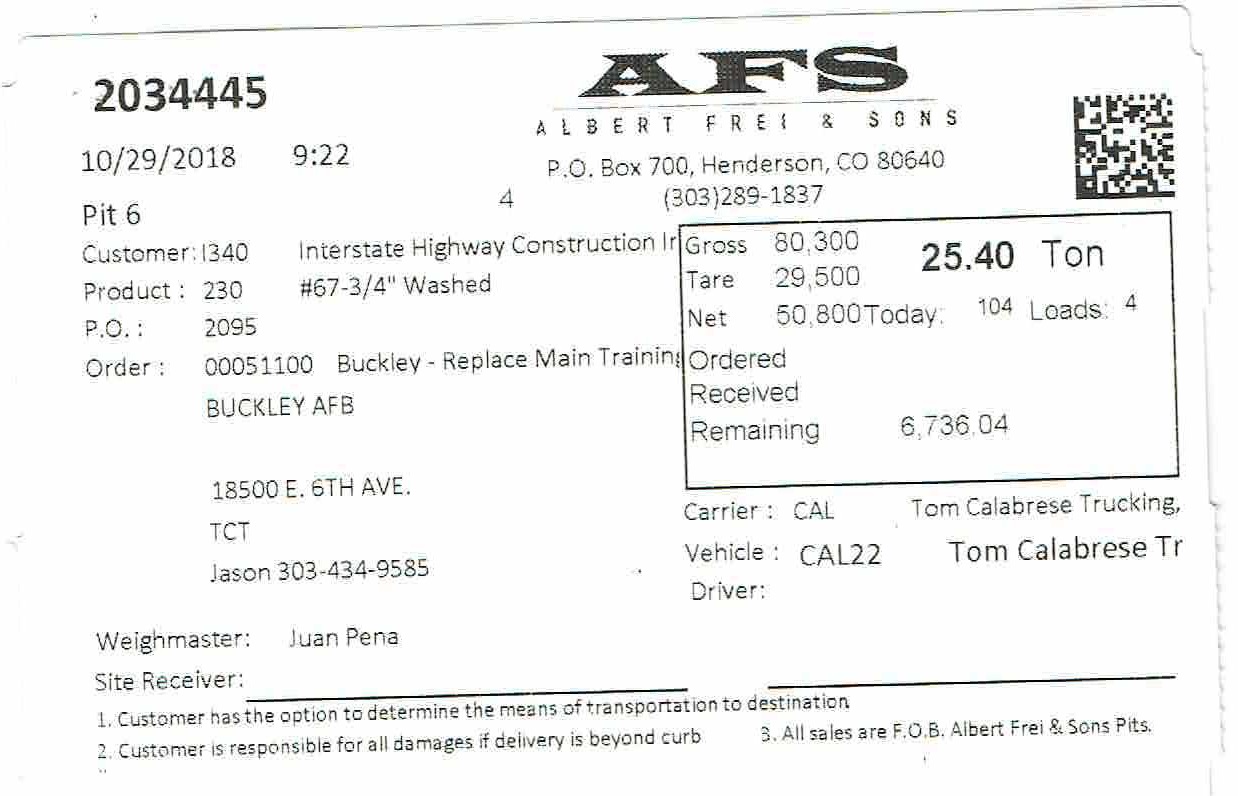 2034445
AFS
ALBERT FREI & SONS
10/29/2018 9:22
P.O. Box 700, Henderson, CO 80640
4
(303)289-1837
Pit 6
Customer: I340 Interstate Highway Construction Ir
Gross 80,300 25.40 Ton
Product : 230 #67-3/4" Washed
Tare 29,500
P.O. : 2095
Net 50,800 Today: 104 Loads: 4
Order : 00051100 Buckley - Replace Main Training
Ordered
BUCKLEY AFB
Received
Remaining 6,736.04
18500 E. 6TH AVE.
Carrier : CAL Tom Calabrese Trucking,
TCT
Vehicle : CAL22 Tom Calabrese Tr
Jason 303-434-9585
Driver:
Weighmaster: Juan Pena
Site Receiver:
1. Customer has the option to determine the means of transportation to destination
2. Customer is responsible for all damages if delivery is beyond curb 3. All sales are F.O.B. Albert Frei & Sons Pits.